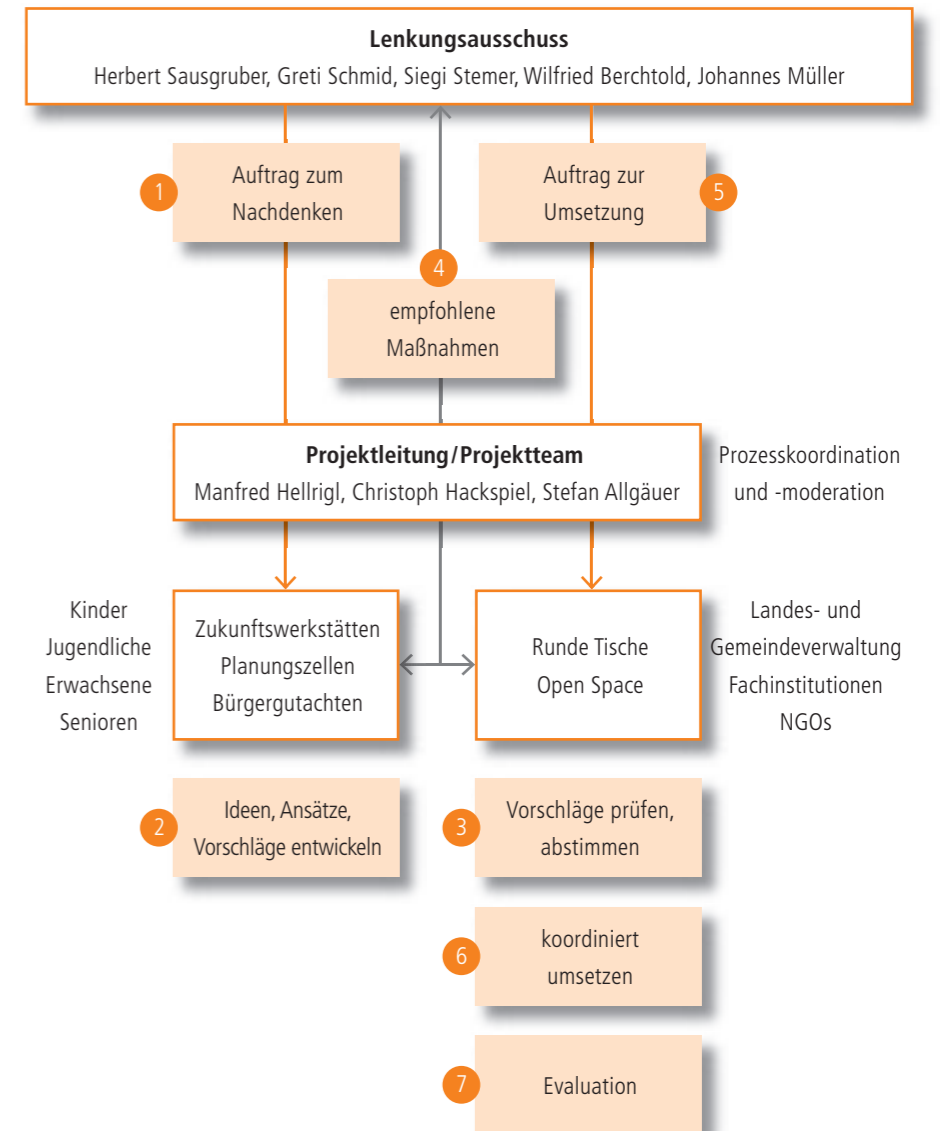 Lenkungsausschuss
Herbert Sausgruber, Greti Schmid, Siegi Stemer, Wilfried Berchtold, Johannes Müller
1
Auftrag zum
Nachdenken
Auftrag zur
Umsetzung
5
4
empfohlene
Maßnahmen
Projektleitung/Projektteam
Manfred Hellrigl, Christoph Hackspiel, Stefan Allgäuer
Prozesskoordination
und -moderation
Kinder
Jugendliche
Erwachsene
Senioren
Zukunftswerkstätten
Planungszellen
Bürgergutachten
Runde Tische
Open Space
Landes- und
Gemeindeverwaltung
Fachinstitutionen
NGOs
2
Ideen, Ansätze,
Vorschläge entwickeln
3
Vorschläge prüfen,
abstimmen
6
koordiniert
umsetzen
7
Evaluation